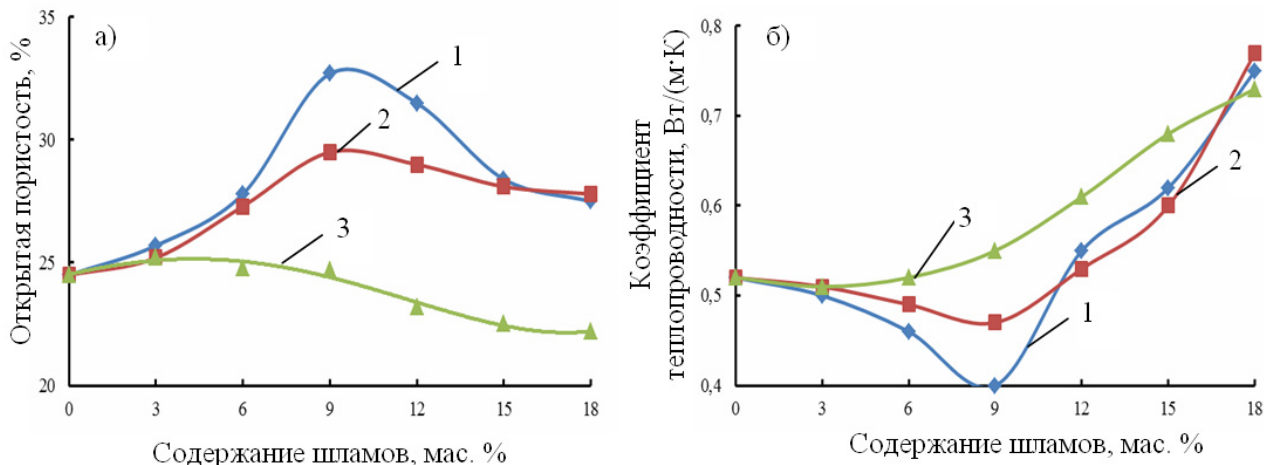 а)
35
30
25
20
Открытая пористость, %
1
2
3
0 3 6 9 12 15 18
Содержание шламов, мас. %
б)
0,8
0,7
0,6
0,5
0,4
Коэффициент
теплопроводности, Вт/(м·К)
3
2
1
0 3 6 9 12 15 18
Содержание шламов, мас. %